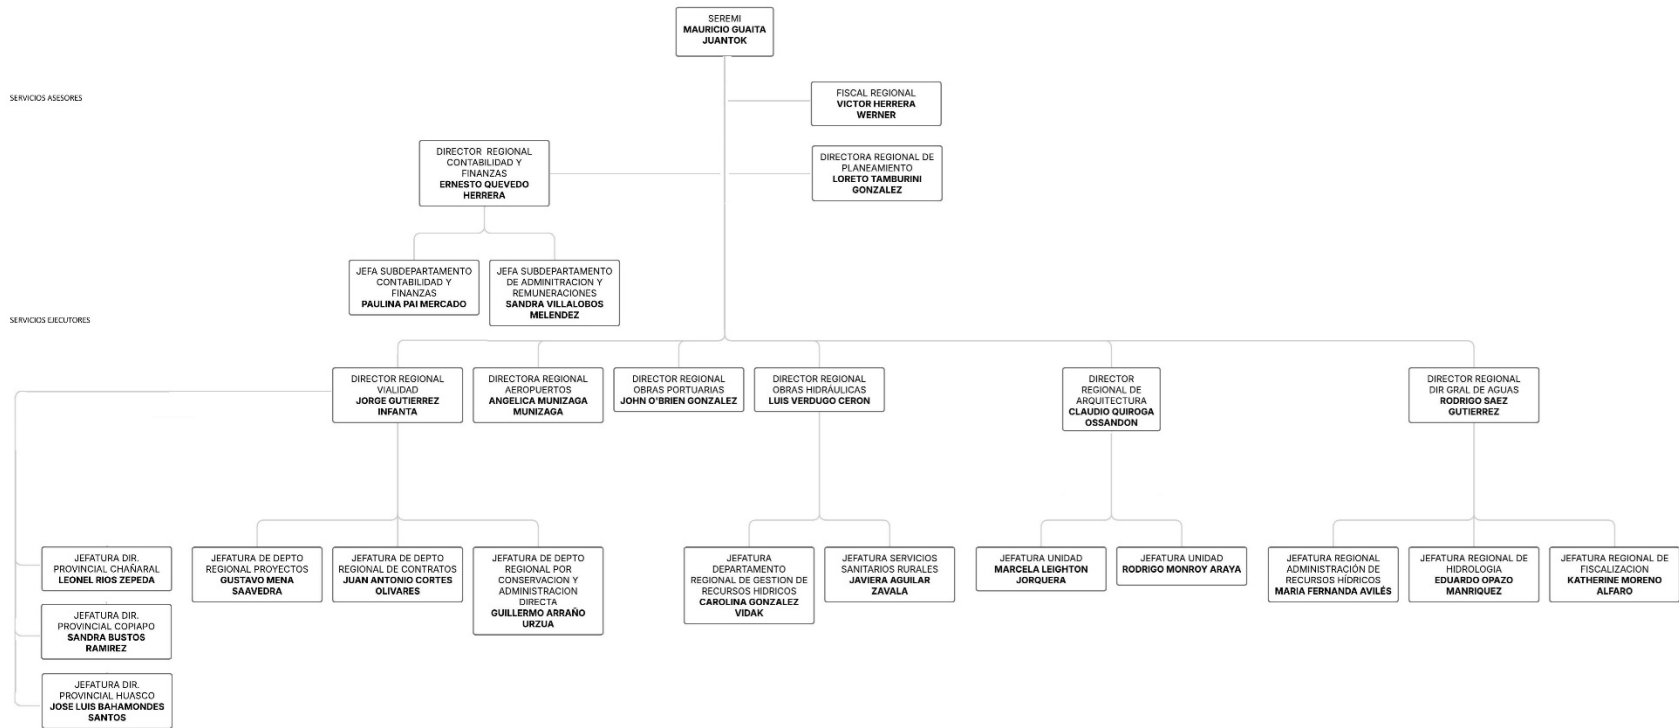 SEREMI
MAURICIO GUAITA
JUANTOK
SERVICIOS ASESORES
FISCAL REGIONAL
VICTOR HERRERA
WERNER
DIRECTOR REGIONAL
CONTABILIDAD Y
FINANZAS
ERNESTO QUEVEDO
HERRERA
DIRECTORA REGIONAL DE
PLANEAMIENTO
LORETO TAMBURINI
GONZALEZ
JEFA SUBDEPARTAMENTO
CONTABILIDAD Y
FINANZAS
PAULINA PAI MERCADO
JEFA SUBDEPARTAMENTO
DE ADMINITRACION Y
REMUNERACIONES
SANDRA VILLALOBOS
MELENDEZ
SERVICIOS EJECUTORES
DIRECTOR REGIONAL
VIALIDAD
JORGE GUTIERREZ
INFANTA
DIRECTORA REGIONAL
AEROPUERTOS
ANGELICA MUNIZAGA
MUNIZAGA
DIRECTOR REGIONAL
OBRAS PORTUARIAS
JOHN O'BRIEN GONZALEZ
DIRECTOR REGIONAL
OBRAS HIDRÁULICAS
LUIS VERDUGO CERON
DIRECTOR
REGIONAL DE
ARQUITECTURA
CLAUDIO QUIROGA
OSSANDON
DIRECTOR REGIONAL
DIR GRAL DE AGUAS
RODRIGO SAEZ
GUTIERREZ
JEFATURA DIR.
PROVINCIAL CHAÑARAL
LEONEL RIOS ZEPEDA
JEFATURA DE DEPTO
REGIONAL PROYECTOS
GUSTAVO MENA
SAAVEDRA
JEFATURA DE DEPTO
REGIONAL DE CONTRATOS
JUAN ANTONIO CORTES
OLIVARES
JEFATURA DE DEPTO
REGIONAL POR
CONSERVACION Y
ADMINISTRACION
DIRECTA
GUILLERMO ARRAÑO
URZUA
JEFATURA
DEPARTAMENTO
REGIONAL DE GESTION DE
RECURSOS HIDRICOS
CAROLINA GONZALEZ
VIDAK
JEFATURA SERVICIOS
SANITARIOS RURALES
JAVIERA AGUILAR
ZAVALA
JEFATURA UNIDAD
MARCELA LEIGHTON
JORQUERA
JEFATURA UNIDAD
RODRIGO MONROY ARAYA
JEFATURA REGIONAL
ADMINISTRACIÓN DE
RECURSOS HÍDRICOS
MARIA FERNANDA AVILÉS
JEFATURA REGIONAL DE
HIDROLOGIA
EDUARDO OPAZO
MANRIQUEZ
JEFATURA REGIONAL DE
FISCALIZACION
KATHERINE MORENO
ALFARO
JEFATURA DIR.
PROVINCIAL COPIAPO
SANDRA BUSTOS
RAMIREZ
JEFATURA DIR.
PROVINCIAL HUASCO
JOSE LUIS BAHAMONDES
SANTOS